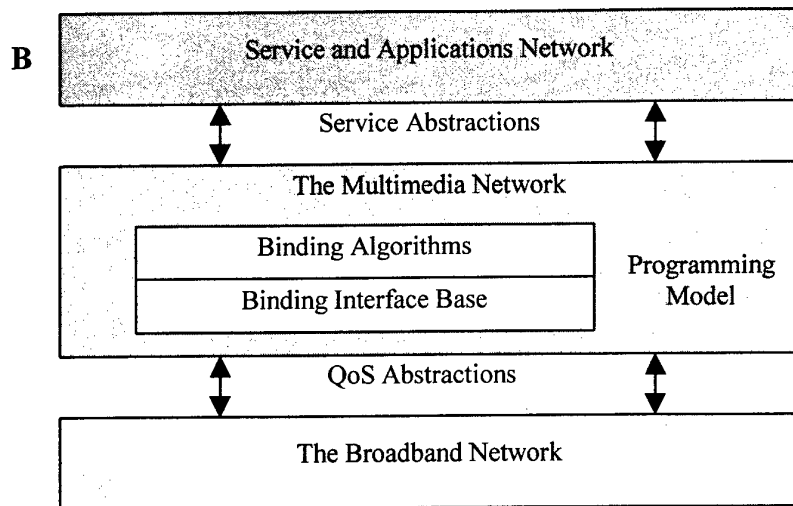 B
Service and Applications Network
Service Abstractions
The Multimedia Network
Binding Algorithms
Binding Interface Base
Programming
Model
QoS Abstractions
The Broadband Network